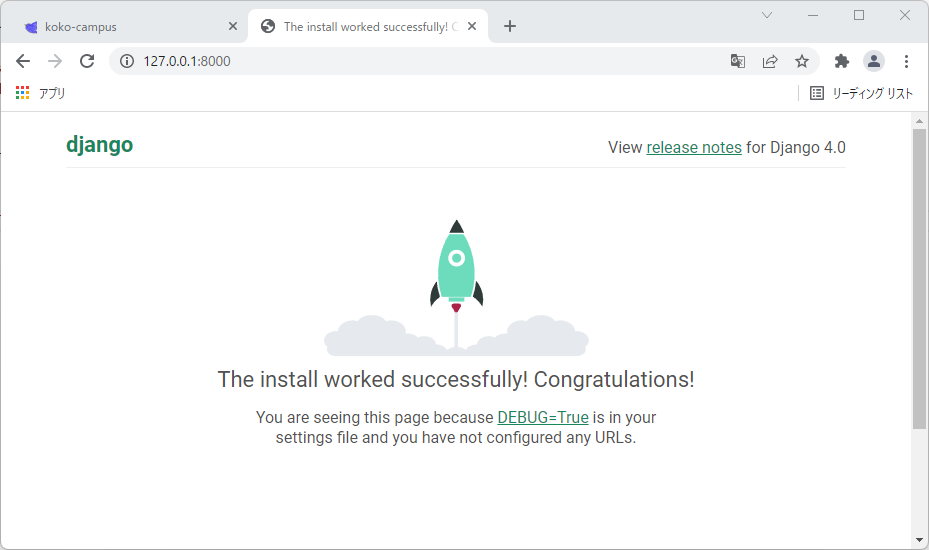 koko-campus
The install worked successfully! C
127.0.0.1:8000
アプリ
リーディング リスト
django
View release notes for Django 4.0
The install worked successfully! Congratulations!
You are seeing this page because DEBUG=True is in your
settings file and you have not configured any URLs.